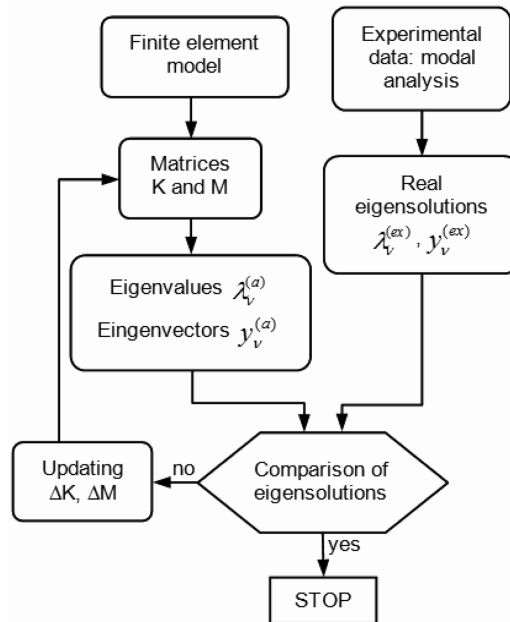 Finite element
model
Experimental
data: modal
analysis
Matrices
K and M
Real
eigensolutions
λ_ν^(ex), y_ν^(ex)
Eigenvalues λ_ν^(a)
Eingenvectors y_ν^(a)
Updating
ΔK, ΔM
no
Comparison of
eigensolutions
yes
STOP